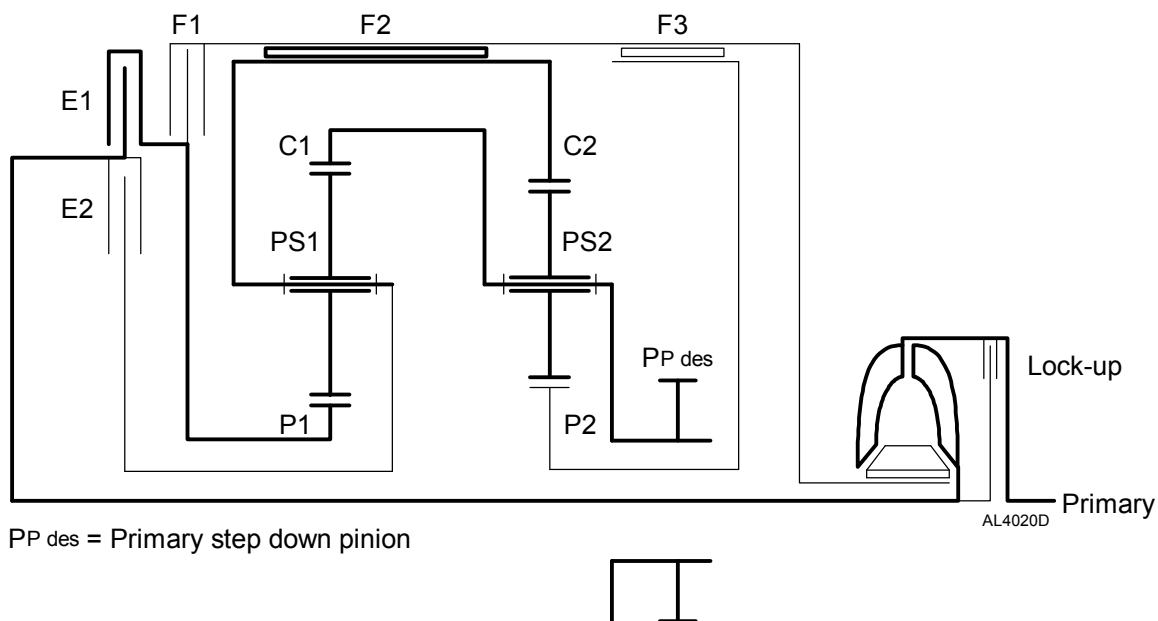 F1
F2
F3
E1
C1
C2
E2
PS1
PS2
PP des
Lock-up
P1
P2
Primary
AL4020D
PP des = Primary step down pinion